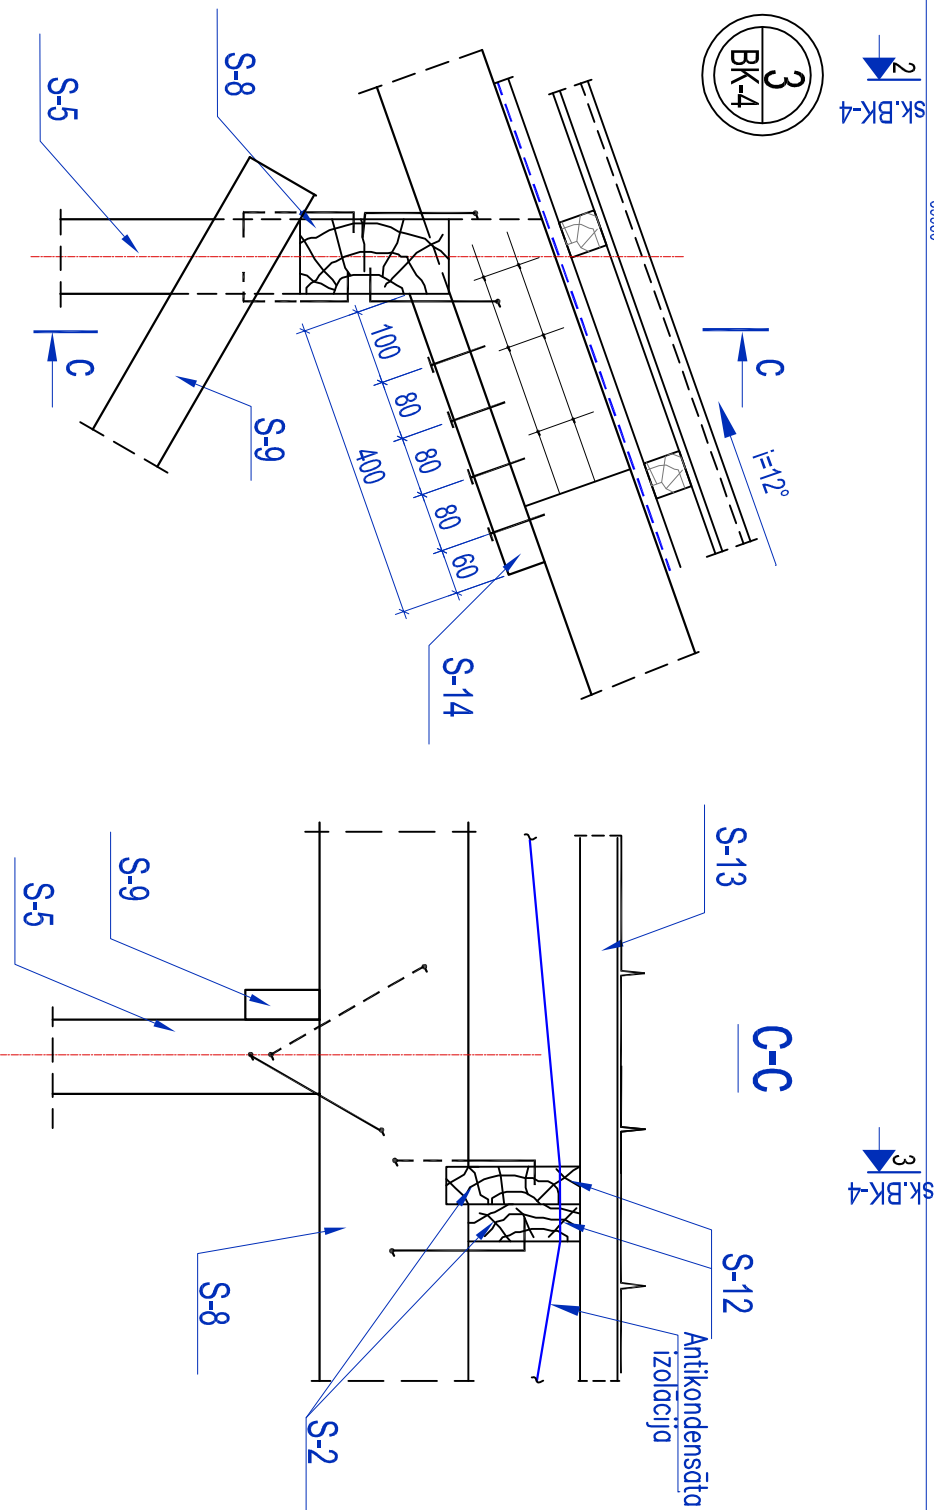 3
BK-4
2
sk.BK-4
S-8
S-5
C
C
i=12°
S-9
100
80
80
80
60
400
S-14
S-13
S-9
S-5
C-C
3
sk.BK-4
S-12
S-8
Antikondensāta
izolācija
S-2